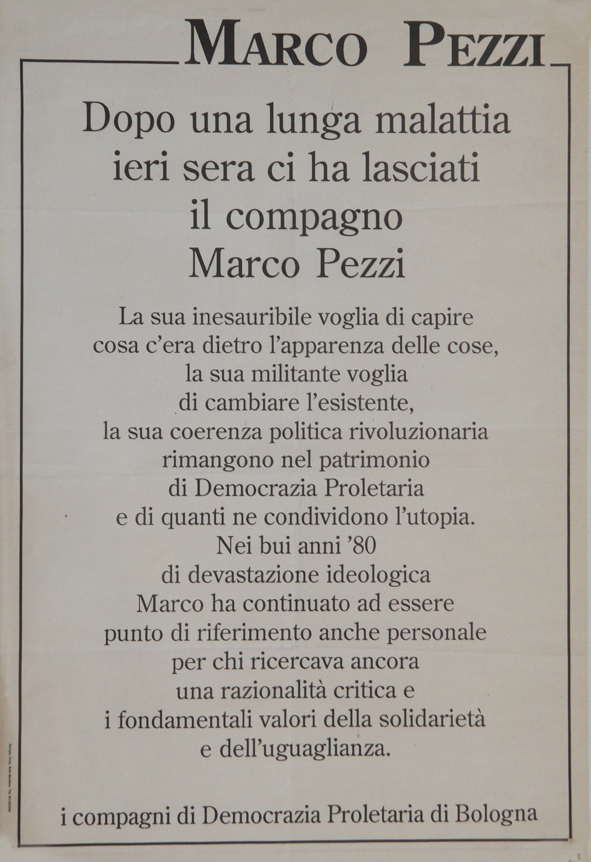 MARCO PEZZI
Dopo una lunga malattia
ieri sera ci ha lasciati
il compagno
Marco Pezzi
La sua inesauribile voglia di capire
cosa c'era dietro l'apparenza delle cose,
la sua militante voglia
di cambiare l'esistente,
la sua coerenza politica rivoluzionaria
rimangono nel patrimonio
di Democrazia Proletaria
e di quanti ne condividono l'utopia.
Nei bui anni '80
di devastazione ideologica
Marco ha continuato ad essere
punto di riferimento anche personale
per chi ricercava ancora
una razionalità critica e
i fondamentali valori della solidarietà
e dell'uguaglianza.
i compagni di Democrazia Proletaria di Bologna